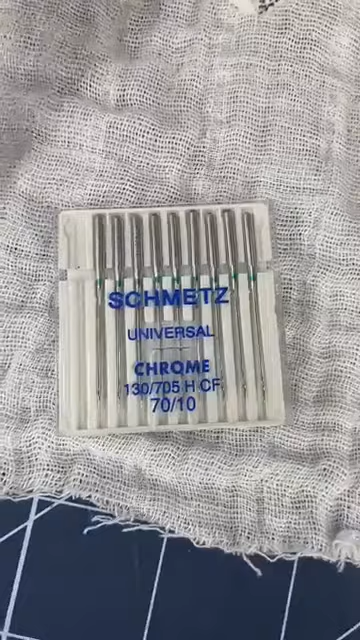 SCHMETZ
UNIVERSAL
CHROME
130/705 H CF
70/10